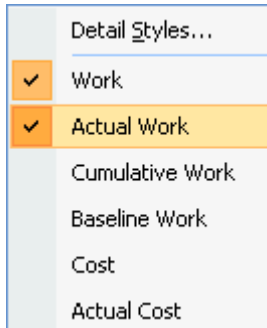 Detail Styles...
Work
Actual Work
Cumulative Work
Baseline Work
Cost
Actual Cost